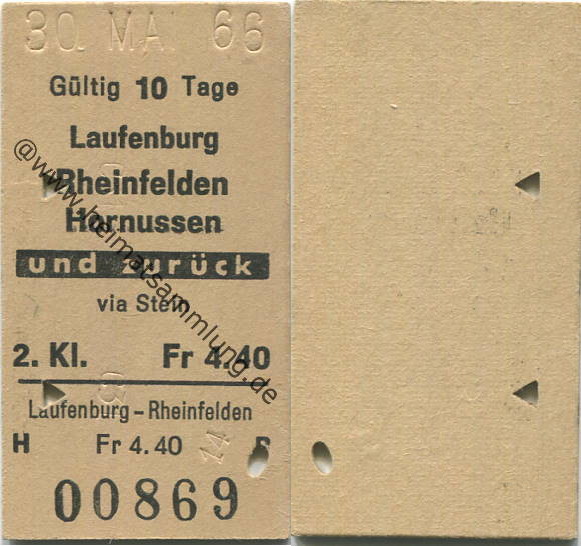 30. MAI 66
Gültig 10 Tage
Laufenburg
Rheinfelden
Hornussen
und zurück
via Stein
2. Kl. Fr 4.40
Laufenburg–Rheinfelden
H Fr 4.40 R
00869
@www.heimatsammlung.de